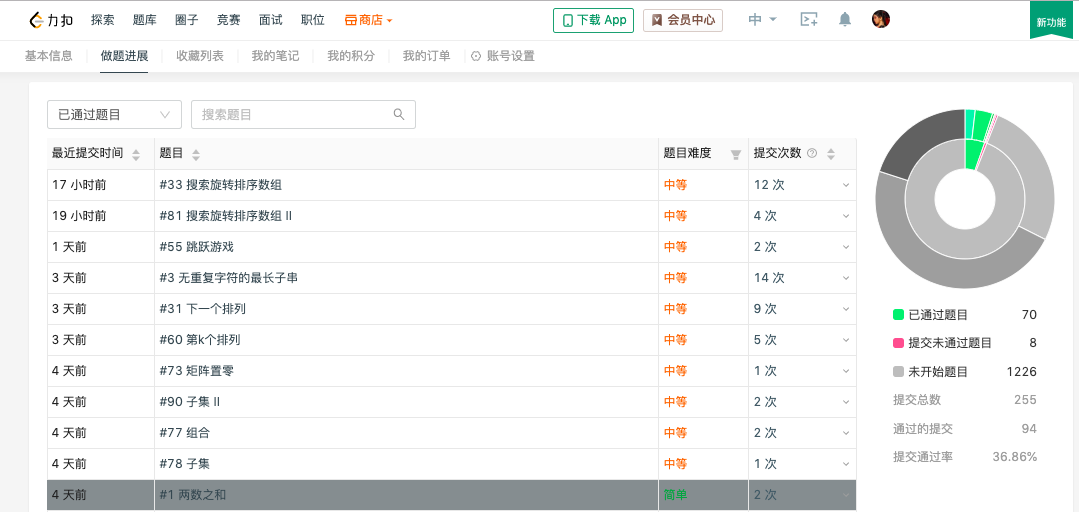 力扣 探索 题库 圈子 竞赛 面试 职位 商店 下载 App 会员中心 中 新功能
基本信息 做题进展 收藏列表 我的笔记 我的积分 我的订单 账号设置
已通过题目 搜索题目
最近提交时间 题目 题目难度 提交次数
17 小时前 #33 搜索旋转排序数组 中等 12 次
19 小时前 #81 搜索旋转排序数组 II 中等 4 次
1 天前 #55 跳跃游戏 中等 2 次
3 天前 #3 无重复字符的最长子串 中等 14 次
3 天前 #31 下一个排列 中等 9 次
3 天前 #60 第k个排列 中等 5 次
4 天前 #73 矩阵置零 中等 1 次
4 天前 #90 子集 II 中等 2 次
4 天前 #77 组合 中等 2 次
4 天前 #78 子集 中等 1 次
4 天前 #1 两数之和 简单 2 次
已通过题目 70
提交未通过题目 8
未开始题目 1226
提交总数 255
通过的提交 94
提交通过率 36.86%